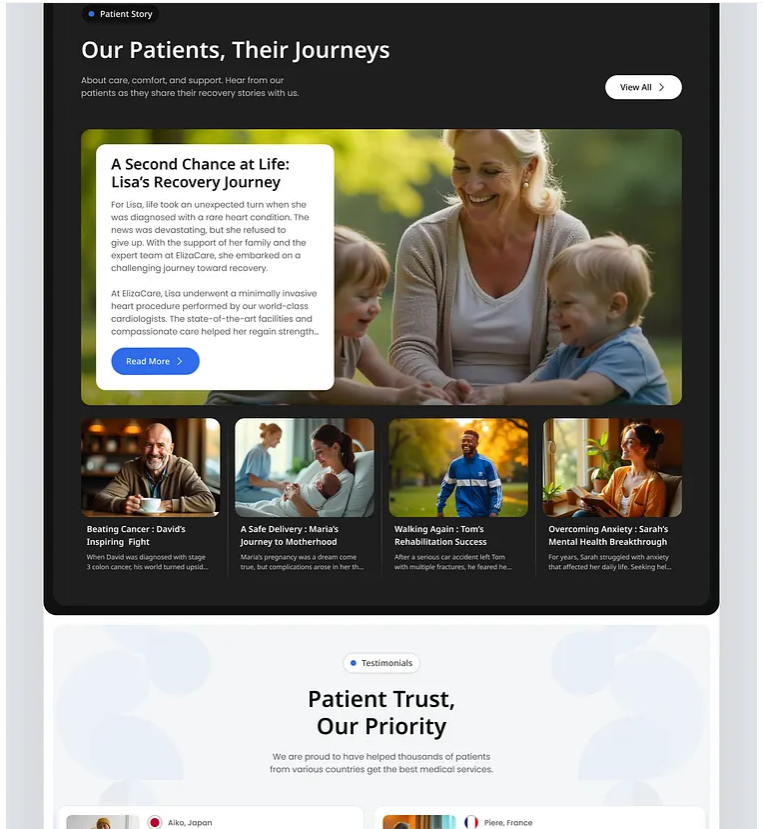 Patient Story
Our Patients, Their Journeys
About care, comfort, and support. Hear from our
patients as they share their recovery stories with us.
View All
A Second Chance at Life:
Lisa's Recovery Journey
For Lisa, life took an unexpected turn when she
was diagnosed with a rare heart condition. The
news was devastating, but she refused to
give up. With the support of her family and the
expert team at ElizaCare, she embarked on a
challenging journey toward recovery.
At ElizaCare, Lisa underwent a minimally invasive
heart procedure performed by our world-class
cardiologists. The state-of-the-art facilities and
compassionate care helped her regain strength...
Read More
Beating Cancer : David's
Inspiring Fight
When David was diagnosed with stage
3 colon cancer, his world turned upsid...
A Safe Delivery : Maria's
Journey to Motherhood
Maria's pregnancy was a dream come
true, but complications arose in her th...
Walking Again : Tom's
Rehabilitation Success
After a serious car accident left Tom
with multiple fractures, he feared he...
Overcoming Anxiety : Sarah's
Mental Health Breakthrough
For years, Sarah struggled with anxiety
that affected her daily life. Seeking hel...
Testimonials
Patient Trust,
Our Priority
We are proud to have helped thousands of patients
from various countries get the best medical services.
Aiko, Japan
Piere, France